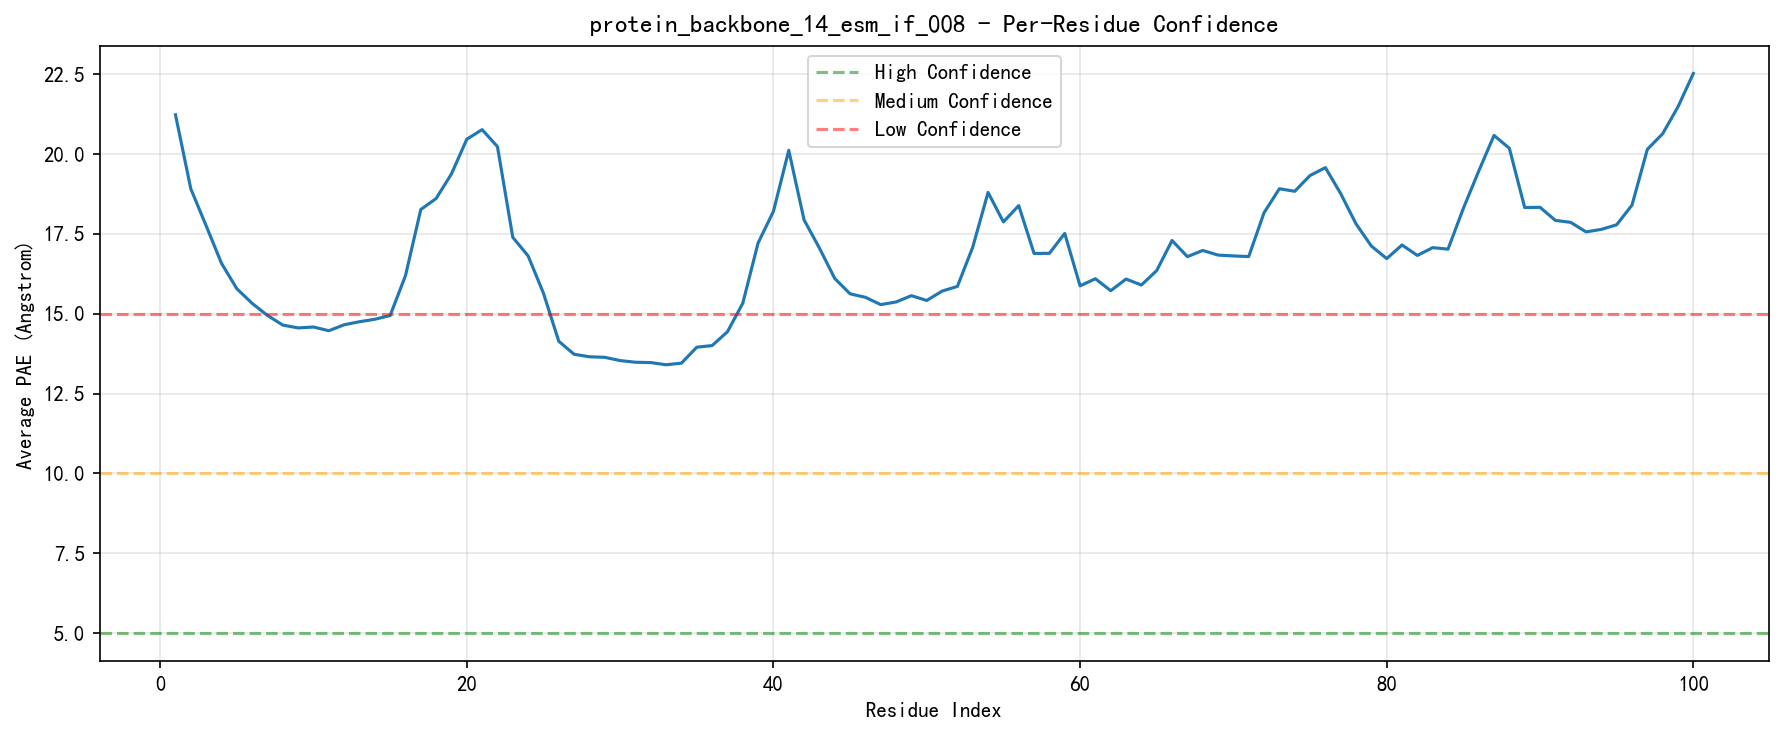 protein_backbone_14_esm_if_008 - Per-Residue Confidence
High Confidence
Medium Confidence
Low Confidence
22.5
20.0
17.5
15.0
12.5
10.0
7.5
5.0
Average PAE (Angstrom)
0 20 40 60 80 100
Residue Index